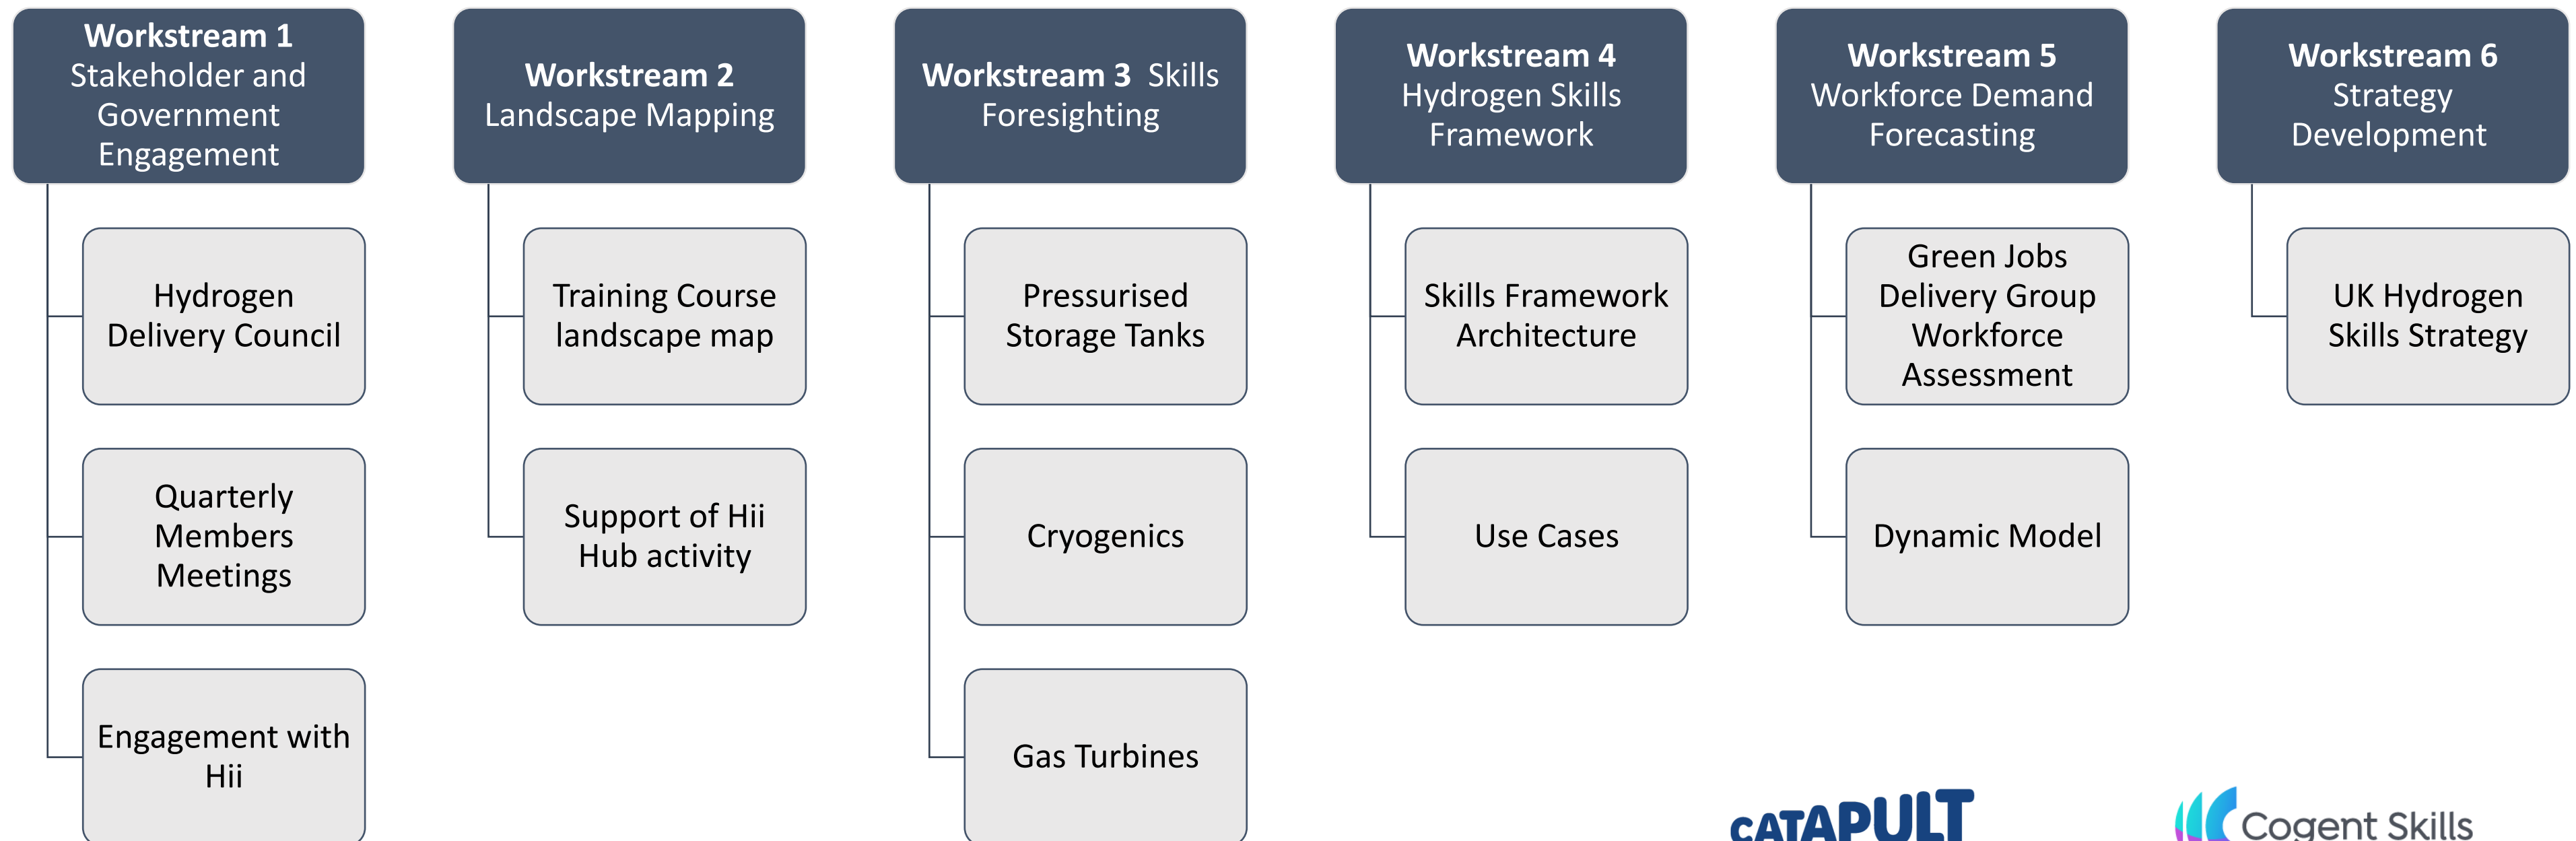 Workstream 1
Stakeholder and
Government
Engagement
Hydrogen
Delivery Council
Quarterly
Members
Meetings
Engagement with
Hii
Workstream 2
Landscape Mapping
Training Course
landscape map
Support of Hii
Hub activity
Workstream 3  Skills
Foresighting
Pressurised
Storage Tanks
Cryogenics
Gas Turbines
Workstream 4
Hydrogen Skills
Framework
Skills Framework
Architecture
Use Cases
Workstream 5
Workforce Demand
Forecasting
Green Jobs
Delivery Group
Workforce
Assessment
Dynamic Model
Workstream 6
Strategy
Development
UK Hydrogen
Skills Strategy
CATAPULT
Cogent Skills